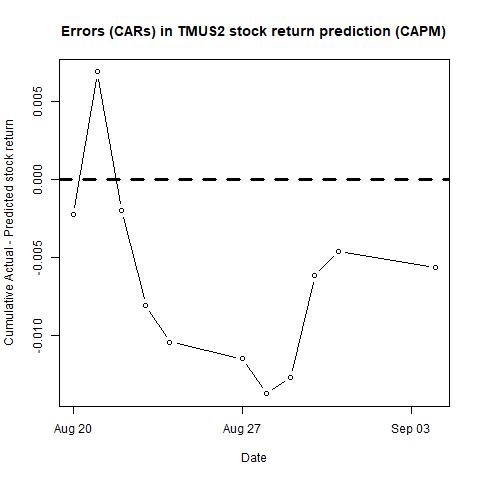 Errors (CARs) in TMUS2 stock return prediction (CAPM)
Cumulative Actual - Predicted stock return
0.005
0.000
-0.005
-0.010
Aug 20
Aug 27
Sep 03
Date